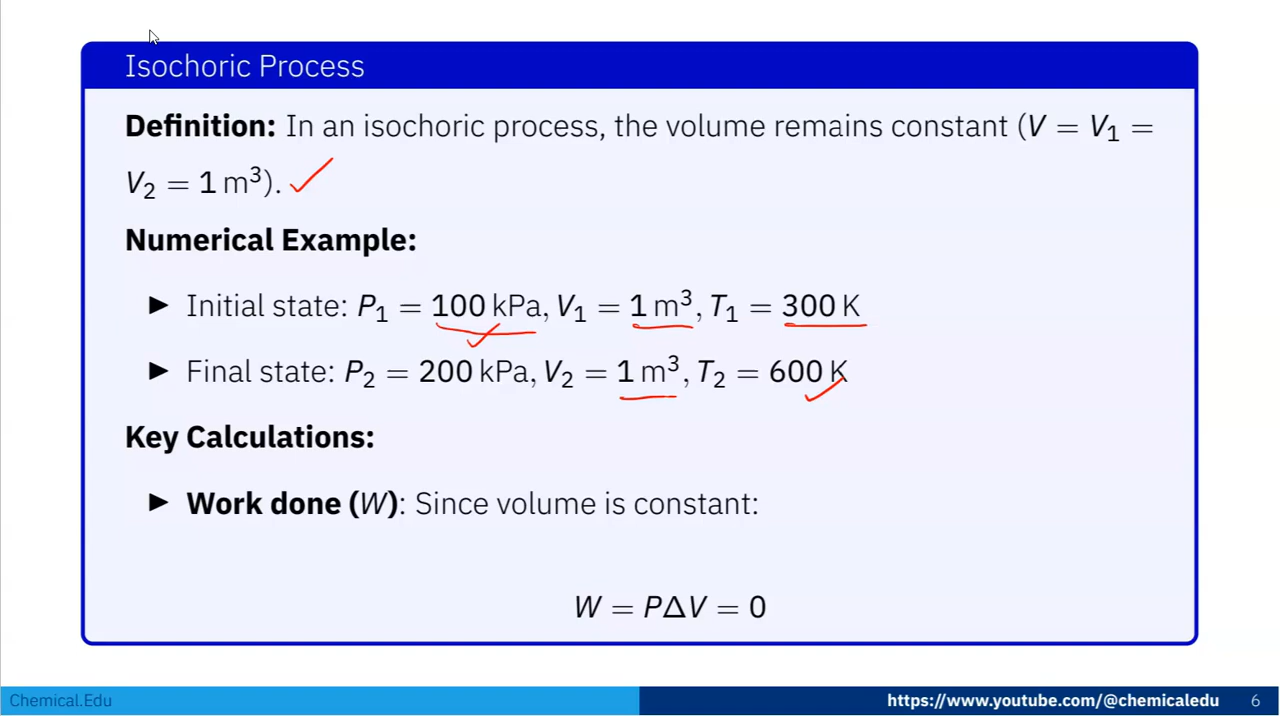 Isochoric Process
Definition: In an isochoric process, the volume remains constant (V = V₁ =
V₂ = 1 m³).
Numerical Example:
► Initial state: P₁ = 100 kPa, V₁ = 1 m³, T₁ = 300 K
► Final state: P₂ = 200 kPa, V₂ = 1 m³, T₂ = 600 K
Key Calculations:
► Work done (W): Since volume is constant:
W = PΔV = 0
Chemical.Edu
https://www.youtube.com/@chemicaledu 6